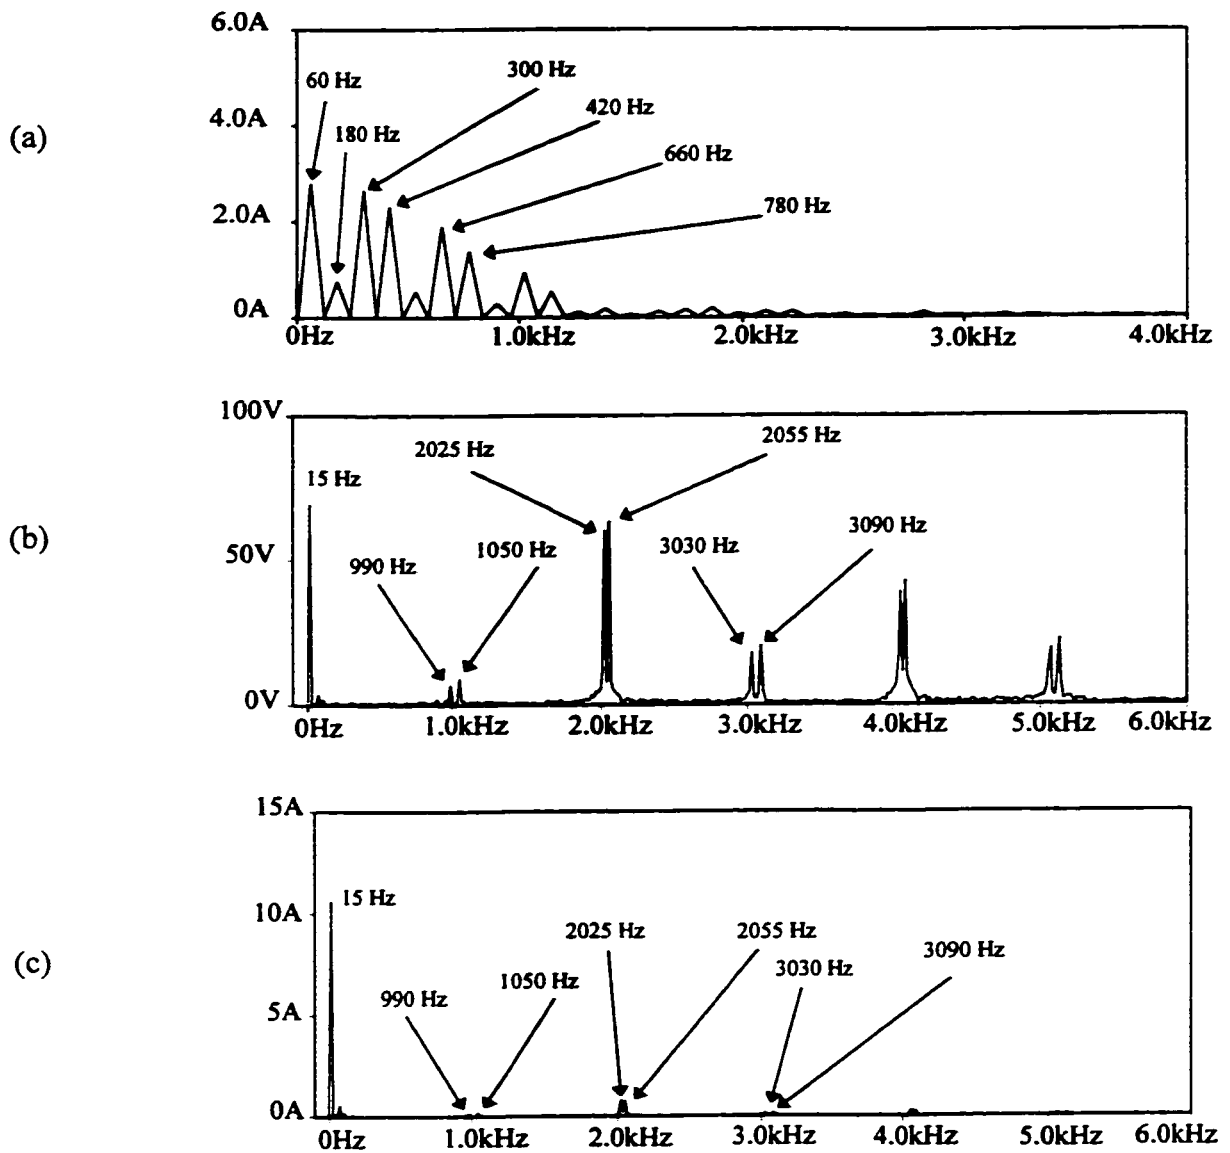 (a)
6.0A
4.0A
2.0A
0A
60 Hz
180 Hz
300 Hz
420 Hz
660 Hz
780 Hz
0Hz 1.0kHz 2.0kHz 3.0kHz 4.0kHz
(b)
100V
50V
0V
15 Hz
990 Hz
1050 Hz
2025 Hz
2055 Hz
3030 Hz
3090 Hz
0Hz 1.0kHz 2.0kHz 3.0kHz 4.0kHz 5.0kHz 6.0kHz
(c)
15A
10A
5A
0A
15 Hz
990 Hz
1050 Hz
2025 Hz
2055 Hz
3030 Hz
3090 Hz
0Hz 1.0kHz 2.0kHz 3.0kHz 4.0kHz 5.0kHz 6.0kHz